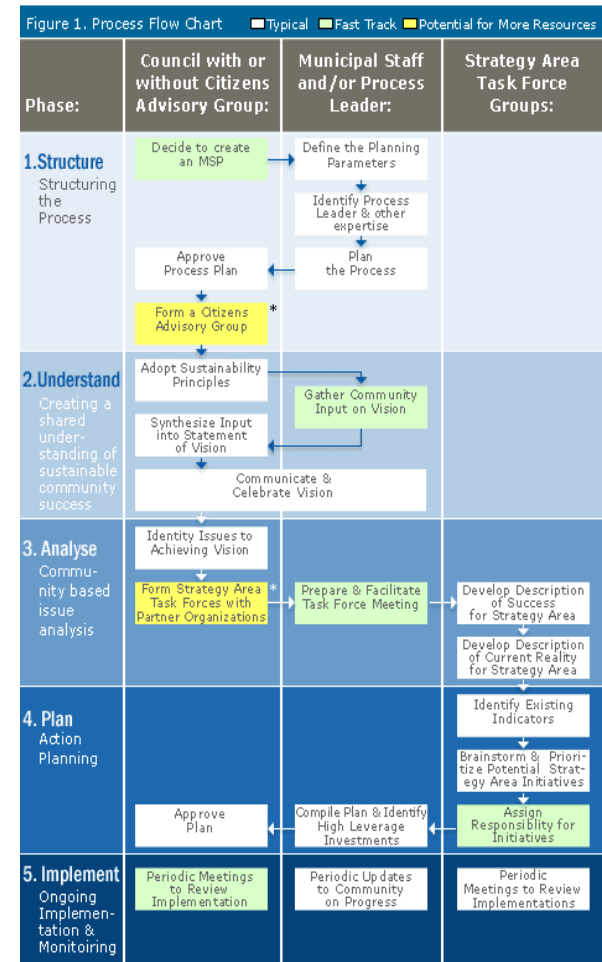 Figure 1. Process Flow Chart
Typical
Fast Track
Potential for More Resources
Phase:
Council with or
without Citizens
Advisory Group:
Municipal Staff
and/or Process
Leader:
Strategy Area
Task Force
Groups:
1.Structure
Structuring
the
Process
Decide to create
an MSP
Define the Planning
Parameters
Identify Process
Leader & other
expertise
Plan
the Process
Approve
Process Plan
Form a Citizens
Advisory Group
*
2.Understand
Creating a
shared
under-
standing of
sustainable
community
success
Adopt Sustainability
Principles
Gather Community
Input on Vision
Synthesize Input
into Statement
of Vision
Communicate &
Celebrate Vision
3. Analyse
Commu-
nity based
issue
analysis
Identity Issues to
Achieving Vision
Form Strategy Area
Task Forces with
Partner Organizations
*
Prepare & Facilitate
Task Force Meeting
Develop Description
of Success
for Strategy Area
Develop Description
of Current Reality
for Strategy Area
4. Plan
Action
Planning
Identify Existing
Indicators
Brainstorm & Priori-
tize Potential Strat-
egy Area Initiatives
Assign
Responsiblity for
Initiatives
Compile Plan & Identify
High Leverage
Investments
Approve
Plan
5. Implement
Ongoing
Implemen-
tation &
Monitoiring
Periodic Meetings
to Review
Implementation
Periodic Updates
to Community
on Progress
Periodic
Meetings to Review
Implementations